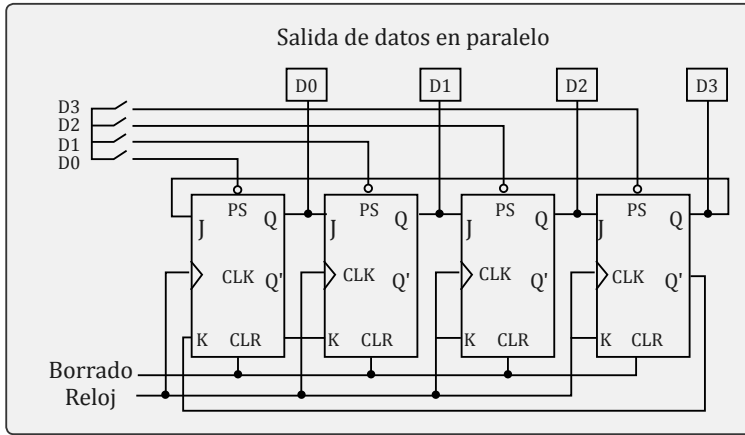 Salida de datos en paralelo
D0 D1 D2 D3
D3
D2
D1
D0
PS PS PS PS
J Q J Q J Q J Q
CLK Q' CLK Q' CLK Q' CLK Q'
K CLR K CLR K CLR K CLR
Borrado
Reloj